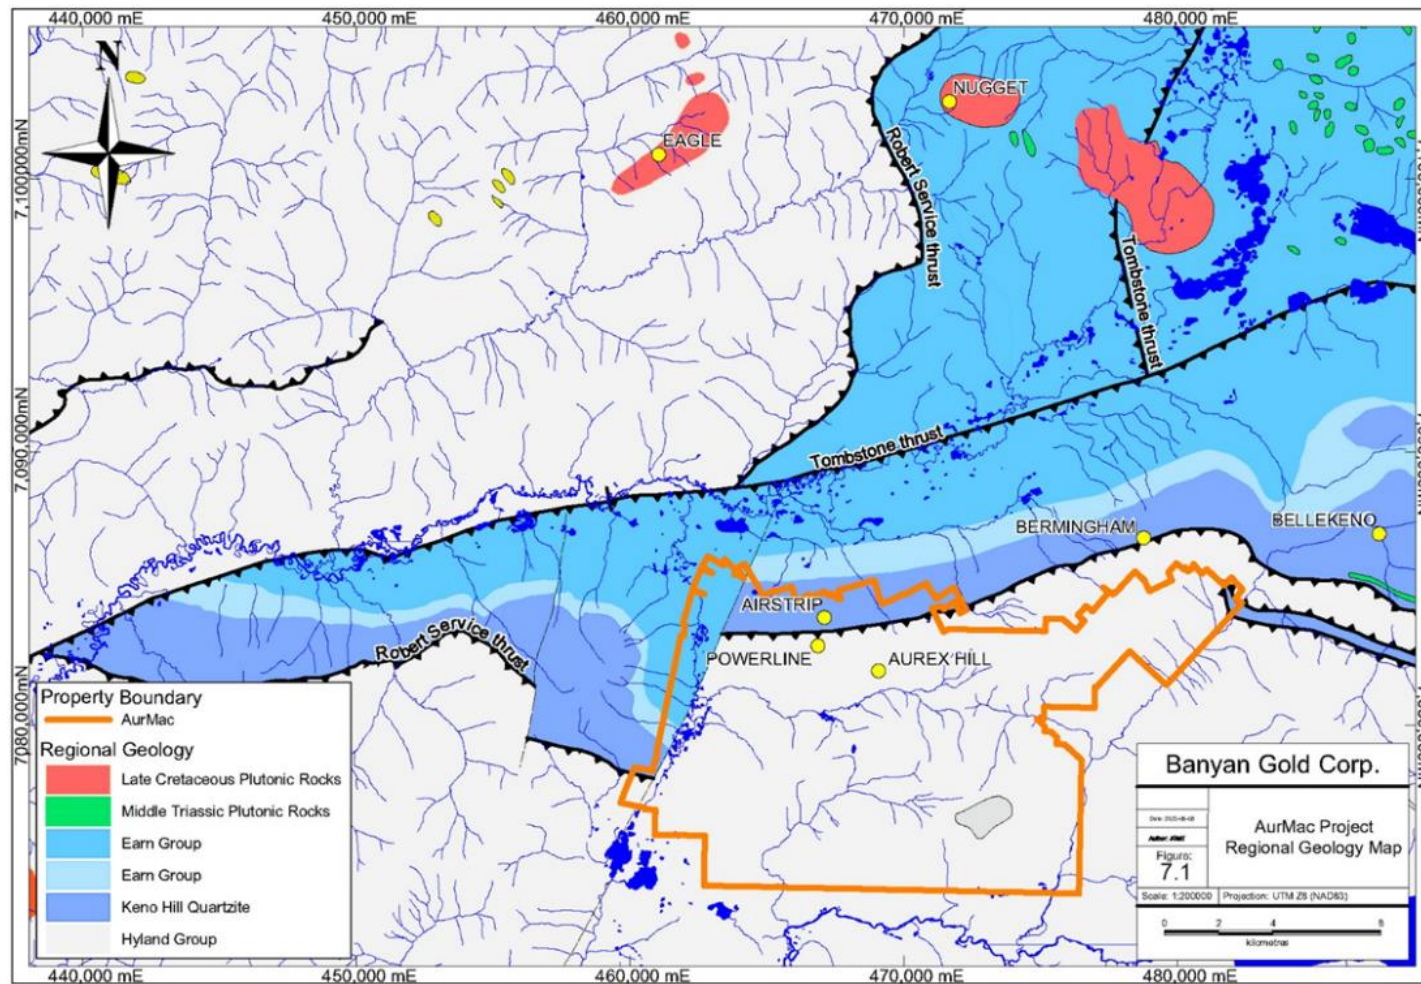 440,000 mE 450,000 mE 460,000 mE 470,000 mE 480,000 mE
N
NUGGET
EAGLE
7,100,000mN
Robert Service thrust
Tombstone thrust
7,090,000mN
Tombstone thrust
BERMINGHAM
BELLEKENO
AIRSTRIP
Robert Service thrust
POWERLINE
AUREX HILL
7,080,000mN
Property Boundary
AurMac
Regional Geology
Late Cretaceous Plutonic Rocks
Middle Triassic Plutonic Rocks
Earn Group
Earn Group
Keno Hill Quartzite
Hyland Group
Banyan Gold Corp.
AurMac Project
Regional Geology Map
Figure:
7.1
Scale: 1:200000 Projection: UTM Z8 (NAD83)
0 2 4 8
kilometres
440,000 mE 450,000 mE 460,000 mE 470,000 mE 480,000 mE